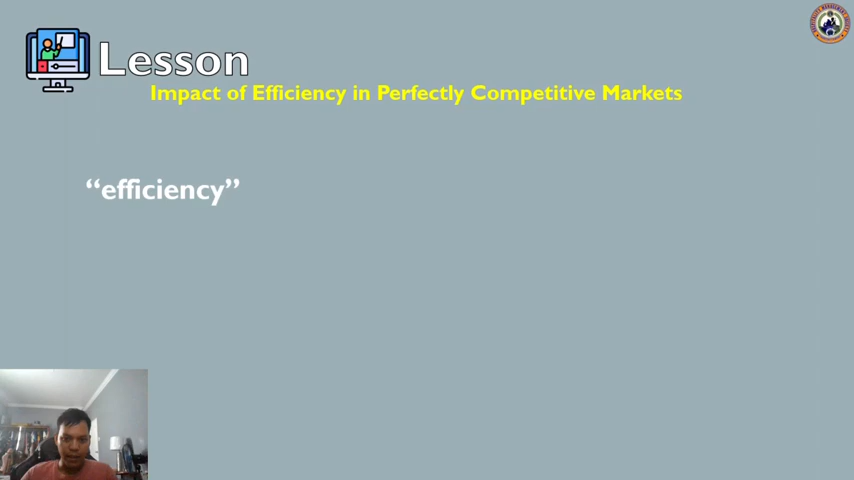 Lesson
Impact of Efficiency in Perfectly Competitive Markets
“efficiency”